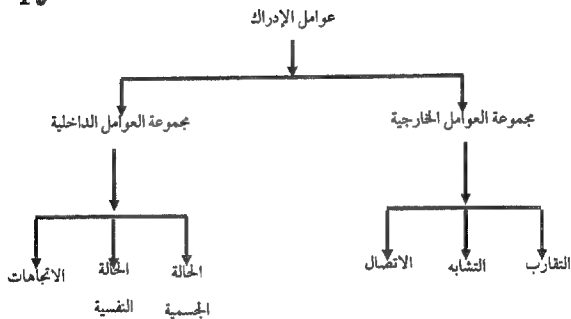 عوامل الإدراك
مجموعة العوامل الخارجية
مجموعة العوامل الداخلية
التقارب
التشابه
الاتصال
الحالة
الجسمية
الحالة
النفسية
الاتجاهات